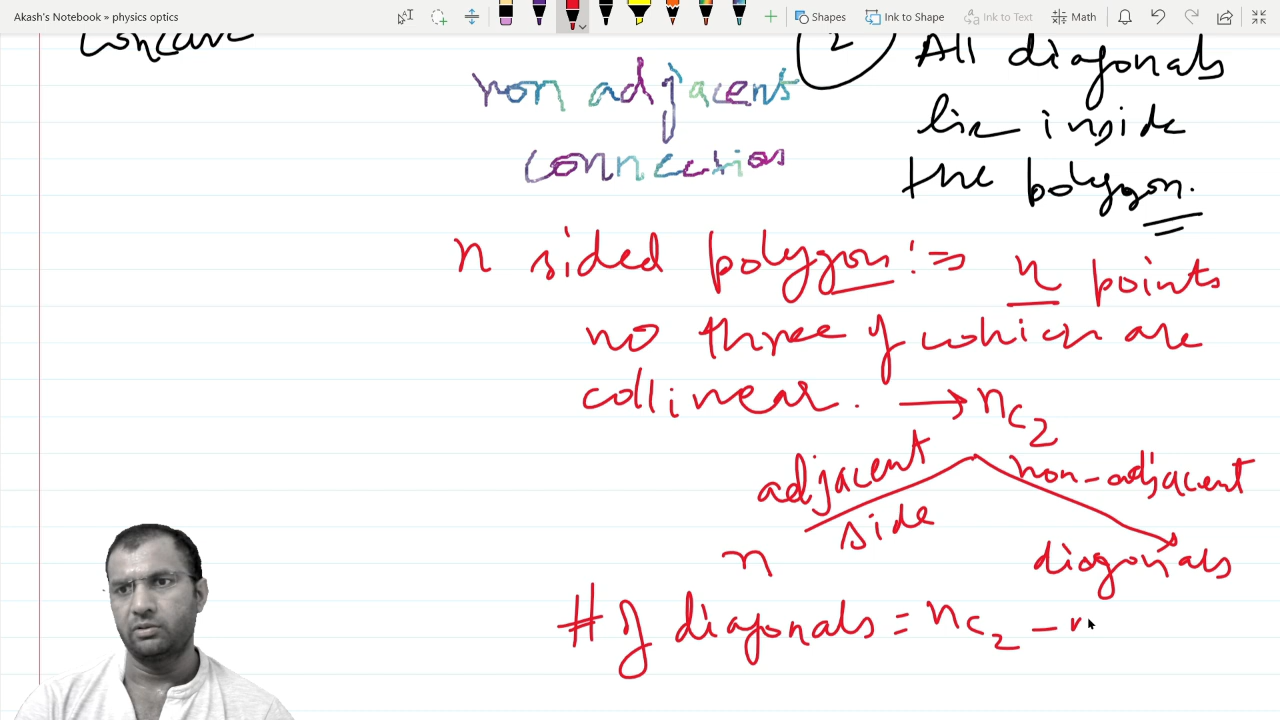 Akash's Notebook » physics optics
Shapes
Ink to Shape
Ink to Text
Math
concave
non adjacent
connection
2
All diagonals
lie inside
the polygon.
n sided polygon :⇒ n points
no three of which are
collinear. → nC2
adjacent
side
non-adjacent
n
diagonals
# of diagonals = nC2 - n